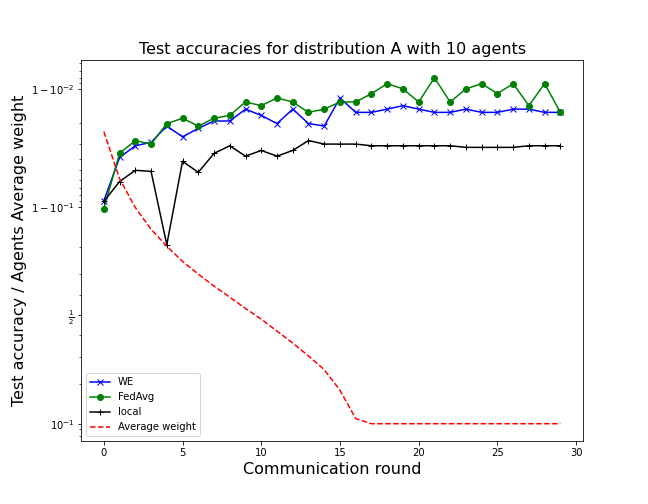 Test accuracies for distribution A with 10 agents
Test accuracy / Agents Average weight
1 − 10⁻²
1 − 10⁻¹
1/2
10⁻¹
WE
FedAvg
local
Average weight
0 5 10 15 20 25 30
Communication round